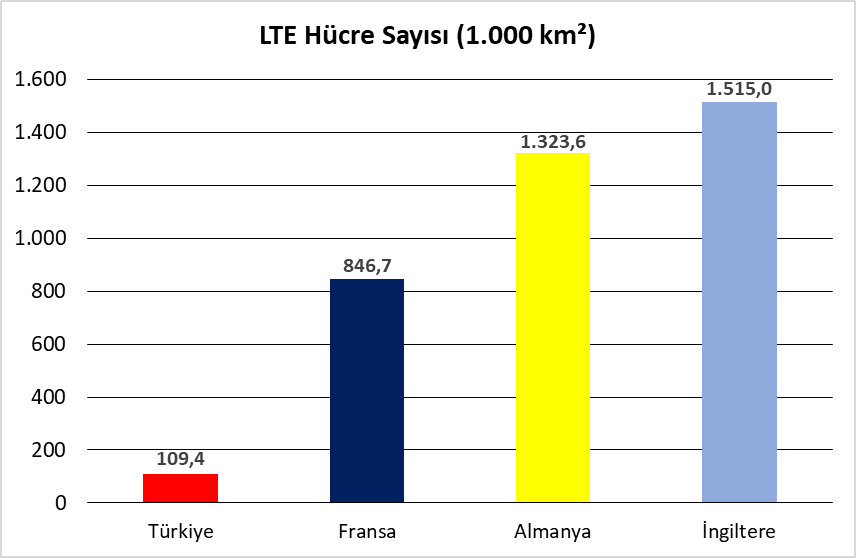 LTE Hücre Sayısı (1.000 km²)
1.600
1.400
1.200
1.000
800
600
400
200
0
109,4
846,7
1.323,6
1.515,0
Türkiye
Fransa
Almanya
İngiltere